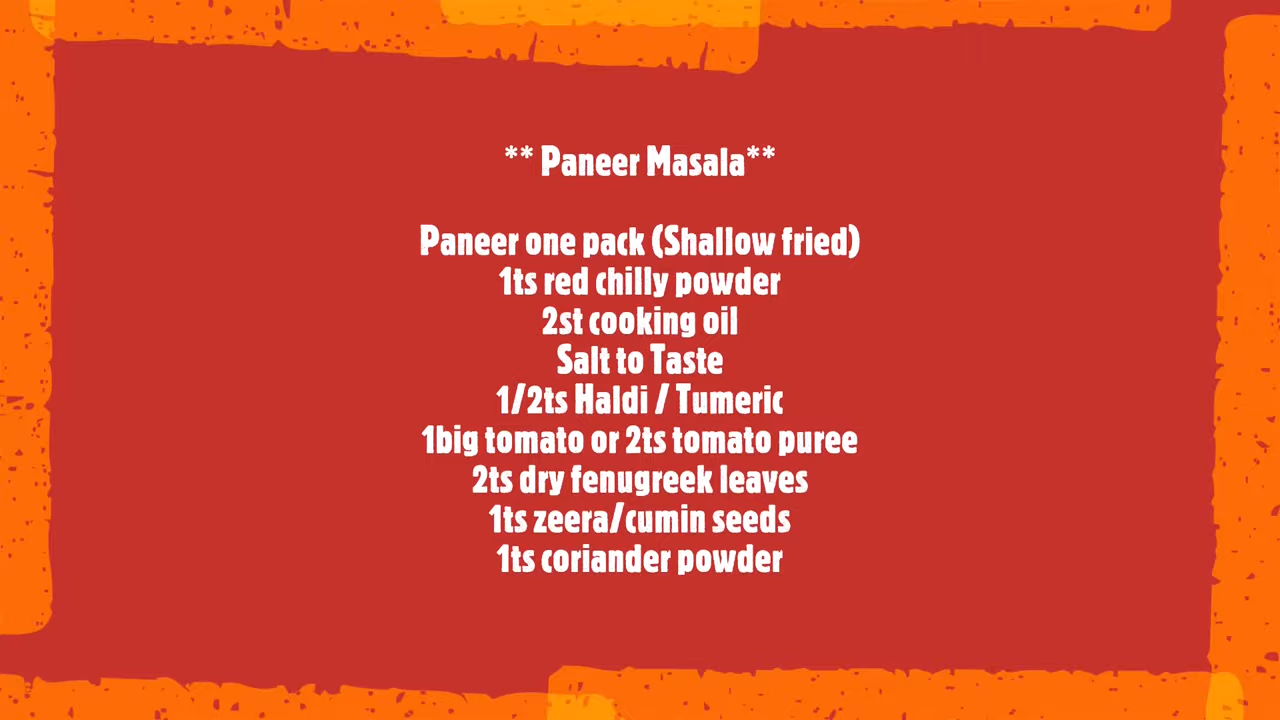 ** Paneer Masala**
Paneer one pack (Shallow fried)
1ts red chilly powder
2st cooking oil
Salt to Taste
1/2ts Haldi / Tumeric
1big tomato or 2ts tomato puree
2ts dry fenugreek leaves
1ts zeera/cumin seeds
1ts coriander powder